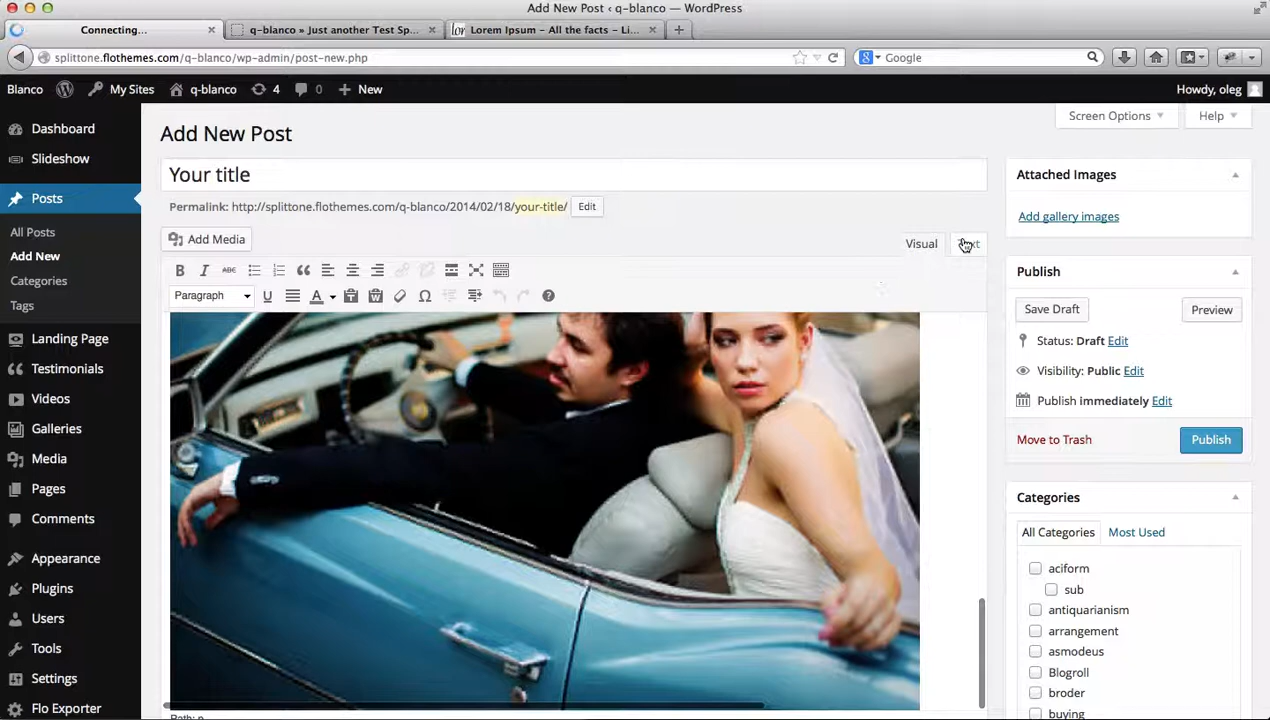 Add New Post ‹ q-blanco — WordPress
Connecting...
q-blanco » Just another Test Sp...
Lorem Ipsum - All the facts - Li...
splittone.flothemes.com/q-blanco/wp-admin/post-new.php
Google
Blanco
My Sites
q-blanco
4
0
New
Howdy, oleg
Screen Options
Help
Dashboard
Slideshow
Posts
All Posts
Add New
Categories
Tags
Landing Page
Testimonials
Videos
Galleries
Media
Pages
Comments
Appearance
Plugins
Users
Tools
Settings
Flo Exporter
Add New Post
Your title
Permalink: http://splittone.flothemes.com/q-blanco/2014/02/18/your-title/
Edit
Add Media
Visual
Paragraph
Attached Images
Add gallery images
Publish
Save Draft
Preview
Status: Draft Edit
Visibility: Public Edit
Publish immediately Edit
Move to Trash
Publish
Categories
All Categories
Most Used
aciform
sub
antiquarianism
arrangement
asmodeus
Blogroll
broder
buying